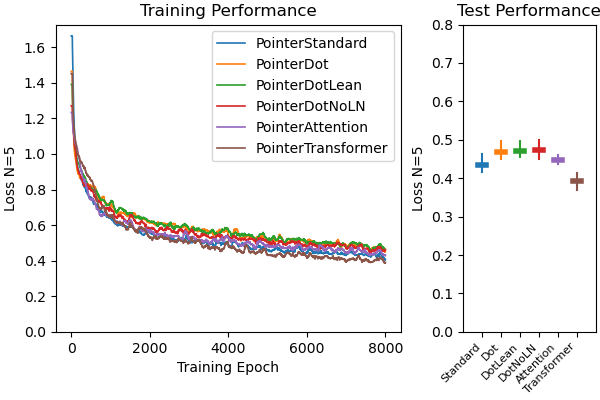 Training Performance
Loss N=5
1.6
1.4
1.2
1.0
0.8
0.6
0.4
0.2
0.0
0
2000
4000
6000
8000
Training Epoch
PointerStandard
PointerDot
PointerDotLean
PointerDotNoLN
PointerAttention
PointerTransformer
Test Performance
Loss N=5
0.8
0.7
0.6
0.5
0.4
0.3
0.2
0.1
0.0
Standard
Dot
DotLean
DotNoLN
Attention
Transformer